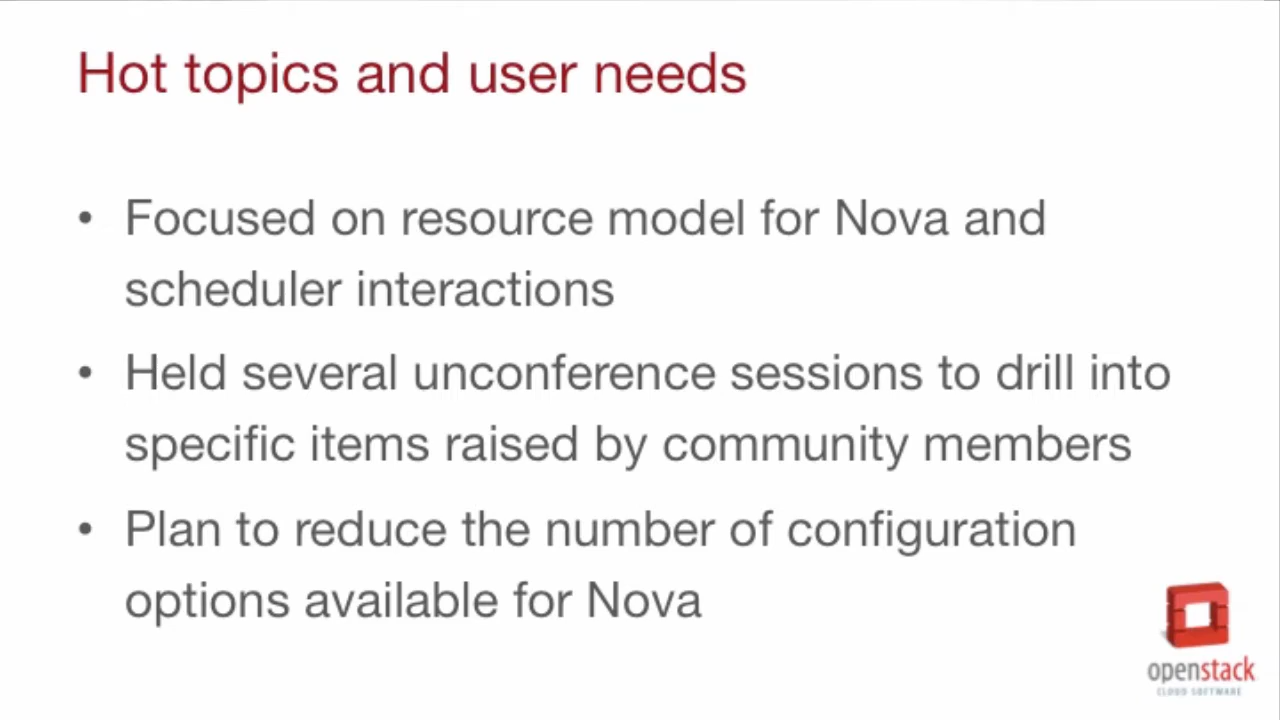 Hot topics and user needs
• Focused on resource model for Nova and
scheduler interactions
• Held several unconference sessions to drill into
specific items raised by community members
• Plan to reduce the number of configuration
options available for Nova
openstack
CLOUD SOFTWARE